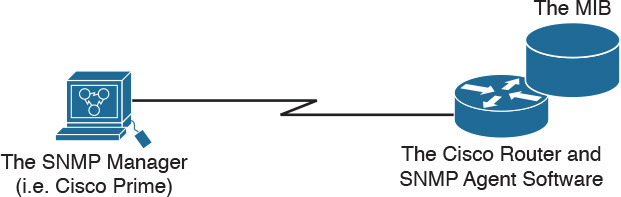 The MIB
The SNMP Manager
(i.e. Cisco Prime)
The Cisco Router and
SNMP Agent Software